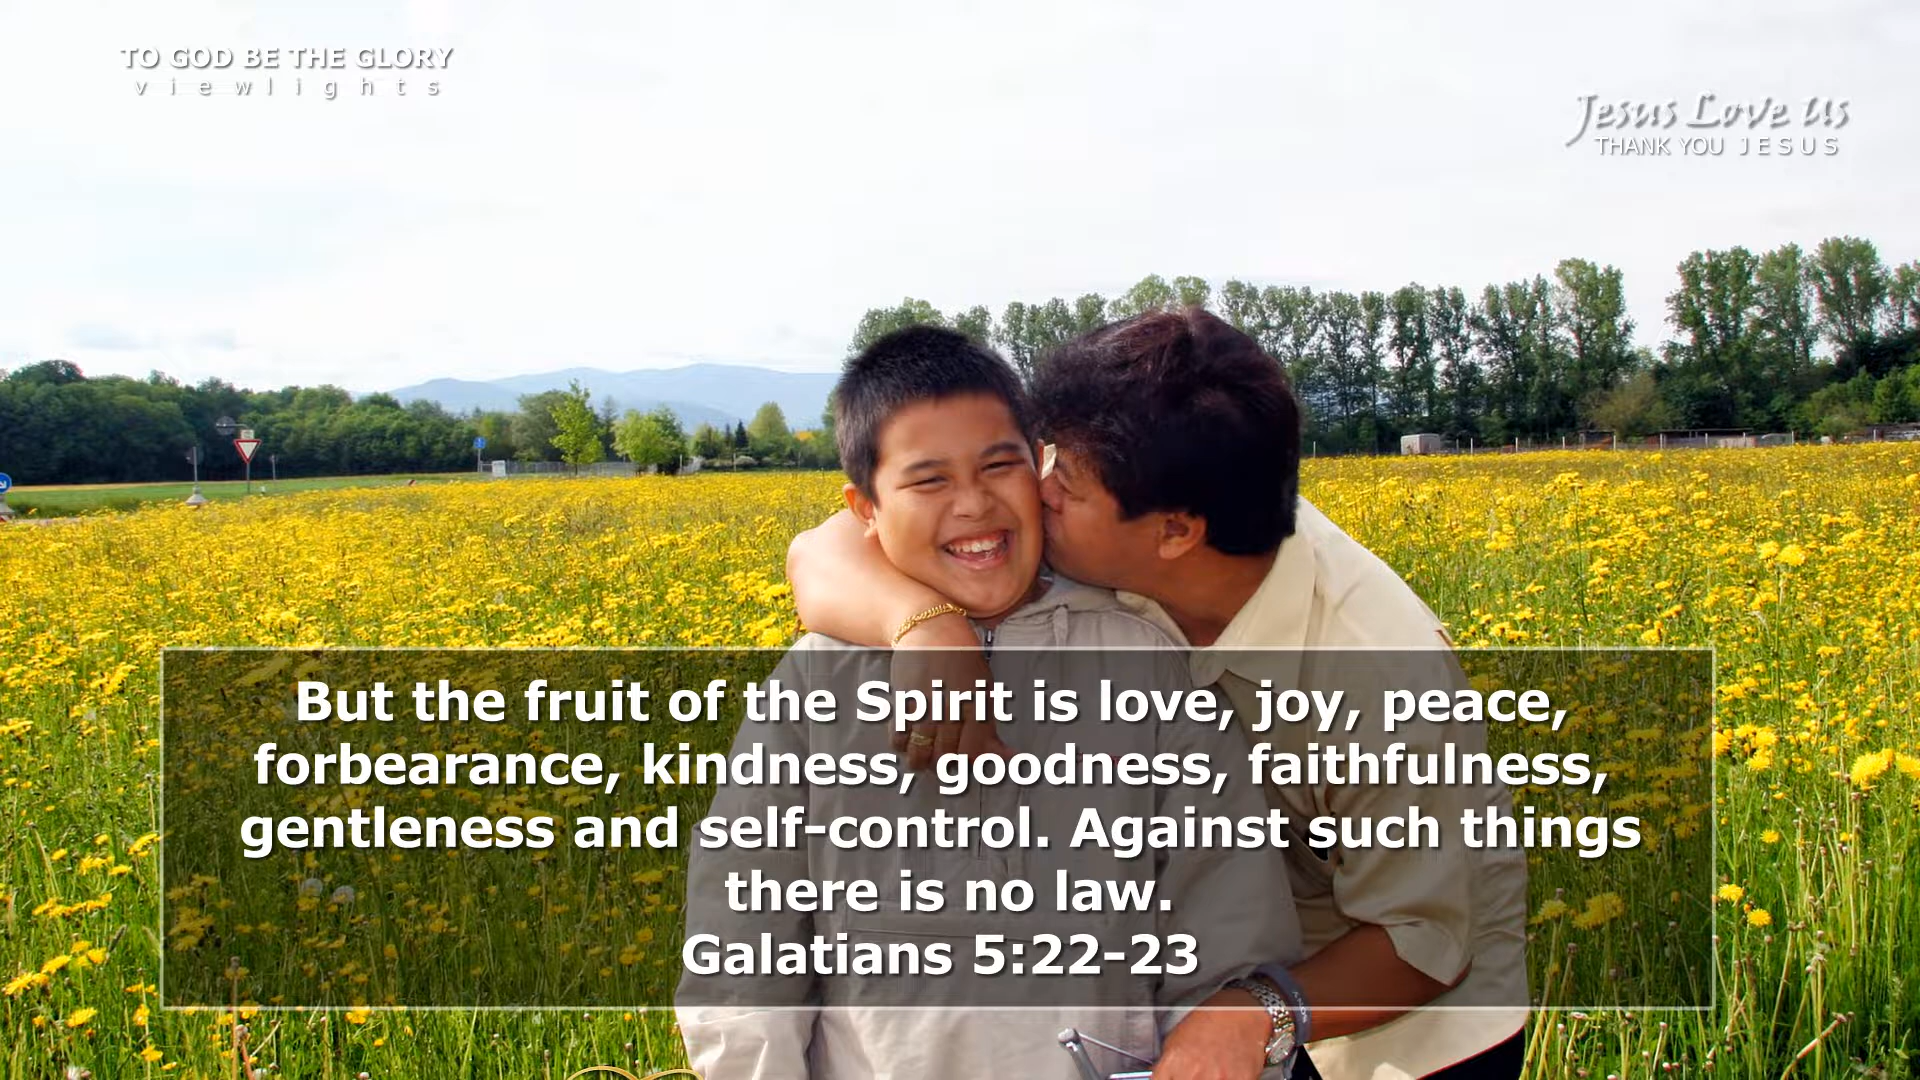 TO GOD BE THE GLORY
viewlights
Jesus Love Us
THANK YOU JESUS
But the fruit of the Spirit is love, joy, peace,
forbearance, kindness, goodness, faithfulness,
gentleness and self-control. Against such things
there is no law.
Galatians 5:22-23